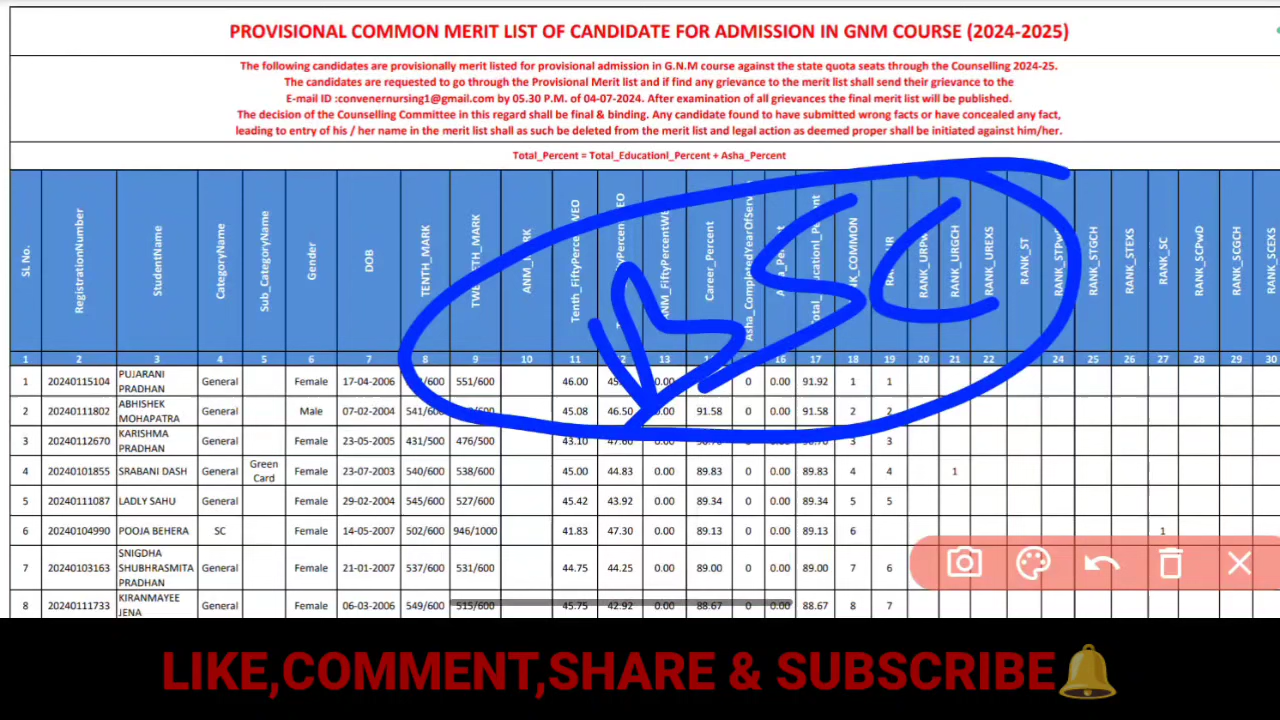 PROVISIONAL COMMON MERIT LIST OF CANDIDATE FOR ADMISSION IN GNM COURSE (2024-2025)
The following candidates are provisionally merit listed for provisional admission in G.N.M course against the state quota seats through the Counselling 2024-25.
The candidates are requested to go through the Provisional Merit list and if find any grievance to the merit list shall send their grievance to the
E-mail ID :convenernursing1@gmail.com by 05.30 P.M. of 04-07-2024. After examination of all grievances the final merit list will be published.
The decision of the Counselling Committee in this regard shall be final & binding. Any candidate found to have submitted wrong facts or have concealed any fact,
leading to entry of his / her name in the merit list shall as such be deleted from the merit list and legal action as deemed proper shall be initiated against him/her.
Total_Percent = Total_Educationl_Percent + Asha_Percent
SL No. RegistrationNumber StudentName CategoryName Sub_CategoryName Gender DOB TENTH_MARK Career_Percent RANK_URGCH RANK_UREXS RANK_ST RANK_STGCH RANK_STEXS RANK_SC RANK_SCPwD RANK_SCGCH RANK_SCEXS
BSC
1 2 3 4 5 6 7 8 9 10 11 13 15 16 17 18 19 20 21 22 23 24 25 26 27 28 29 30
1 20240115104 PUJARANI PRADHAN General Female 17-04-2006 551/600 46.00 0 0.00 91.92 1 1
2 20240111802 ABHISHEK MOHAPATRA General Male 07-02-2004 541/600 45.08 46.50 91.58 0 0.00 91.58 2 2
3 20240112670 KARISHMA PRADHAN General Female 23-05-2005 431/500 476/500 43.10 47.60 0.00 3 3
4 20240101855 SRABANI DASH General Green Card Female 23-07-2003 540/600 538/600 45.00 44.83 0.00 89.83 0 0.00 89.83 4 4 1
5 20240111087 LADLY SAHU General Female 29-02-2004 545/600 527/600 45.42 43.92 0.00 89.34 0 0.00 89.34 5 5
6 20240104990 POOJA BEHERA SC Female 14-05-2007 502/600 946/1000 41.83 47.30 0.00 89.13 0 0.00 89.13 6 1
7 20240103163 SNIGDHA SHUBHRASMITA PRADHAN General Female 21-01-2007 537/600 531/600 44.75 44.25 0.00 89.00 0 0.00 89.00 7 6
8 20240111733 KIRANMAYEE JENA General Female 06-03-2006 549/600 515/600 45.75 42.92 0.00 88.67 0 0.00 88.67 8 7
LIKE,COMMENT,SHARE & SUBSCRIBE